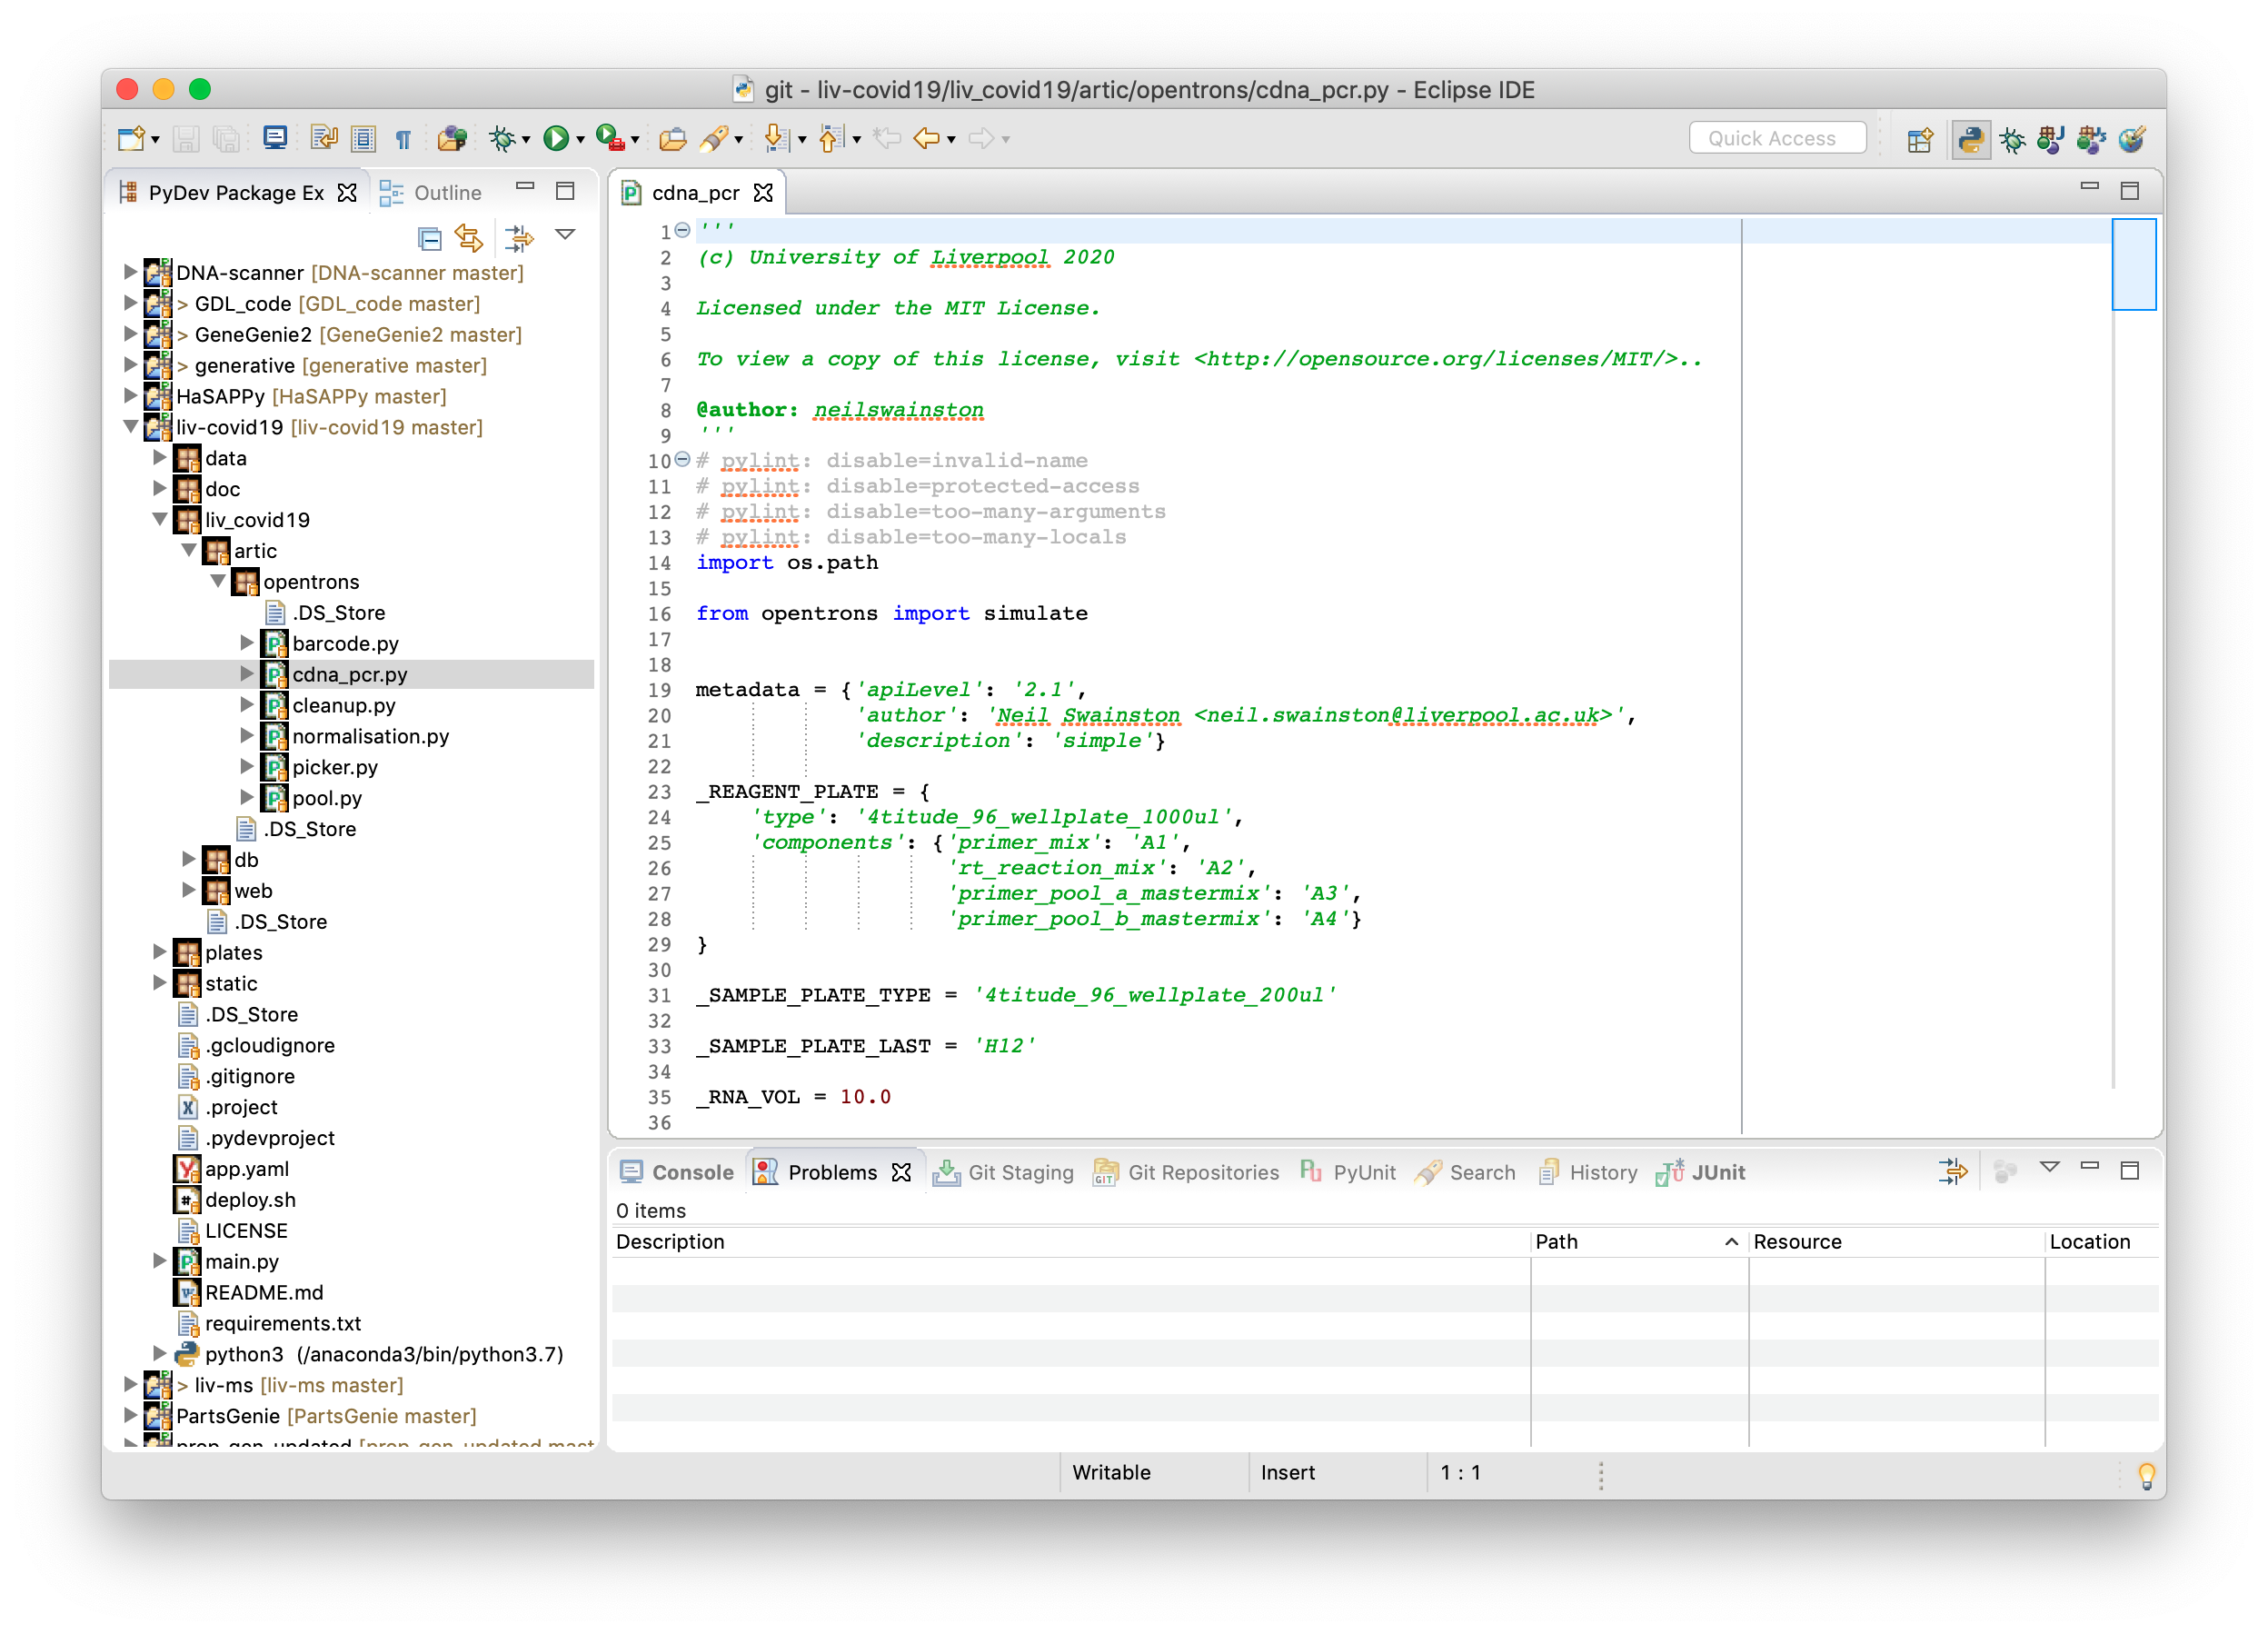 git - liv-covid19/liv_covid19/artic/opentrons/cdna_pcr.py - Eclipse IDE
Quick Access
PyDev Package Ex
Outline
DNA-scanner [DNA-scanner master]
> GDL_code [GDL_code master]
> GeneGenie2 [GeneGenie2 master]
> generative [generative master]
HaSAPPy [HaSAPPy master]
liv-covid19 [liv-covid19 master]
data
doc
liv_covid19
artic
opentrons
.DS_Store
barcode.py
cdna_pcr.py
cleanup.py
normalisation.py
picker.py
pool.py
.DS_Store
db
web
.DS_Store
plates
static
.DS_Store
.gcloudignore
.gitignore
.project
.pydevproject
app.yaml
deploy.sh
LICENSE
main.py
README.md
requirements.txt
python3 (/anaconda3/bin/python3.7)
> liv-ms [liv-ms master]
PartsGenie [PartsGenie master]
prop-gen_updated [prop-gen_updated mast
cdna_pcr
1 '''
2 (c) University of Liverpool 2020
3
4 Licensed under the MIT License.
5
6 To view a copy of this license, visit <http://opensource.org/licenses/MIT/>..
7
8 @author: neilswainston
9 '''
10 # pylint: disable=invalid-name
11 # pylint: disable=protected-access
12 # pylint: disable=too-many-arguments
13 # pylint: disable=too-many-locals
14 import os.path
15
16 from opentrons import simulate
17
18
19 metadata = {'apiLevel': '2.1',
20 'author': 'Neil Swainston <neil.swainston@liverpool.ac.uk>',
21 'description': 'simple'}
22
23 _REAGENT_PLATE = {
24 'type': '4titude_96_wellplate_1000ul',
25 'components': {'primer_mix': 'A1',
26 'rt_reaction_mix': 'A2',
27 'primer_pool_a_mastermix': 'A3',
28 'primer_pool_b_mastermix': 'A4'}
29 }
30
31 _SAMPLE_PLATE_TYPE = '4titude_96_wellplate_200ul'
32
33 _SAMPLE_PLATE_LAST = 'H12'
34
35 _RNA_VOL = 10.0
36
Console
Problems
Git Staging
Git Repositories
PyUnit
Search
History
JUnit
0 items
Description
Path
Resource
Location
Writable
Insert
1 : 1